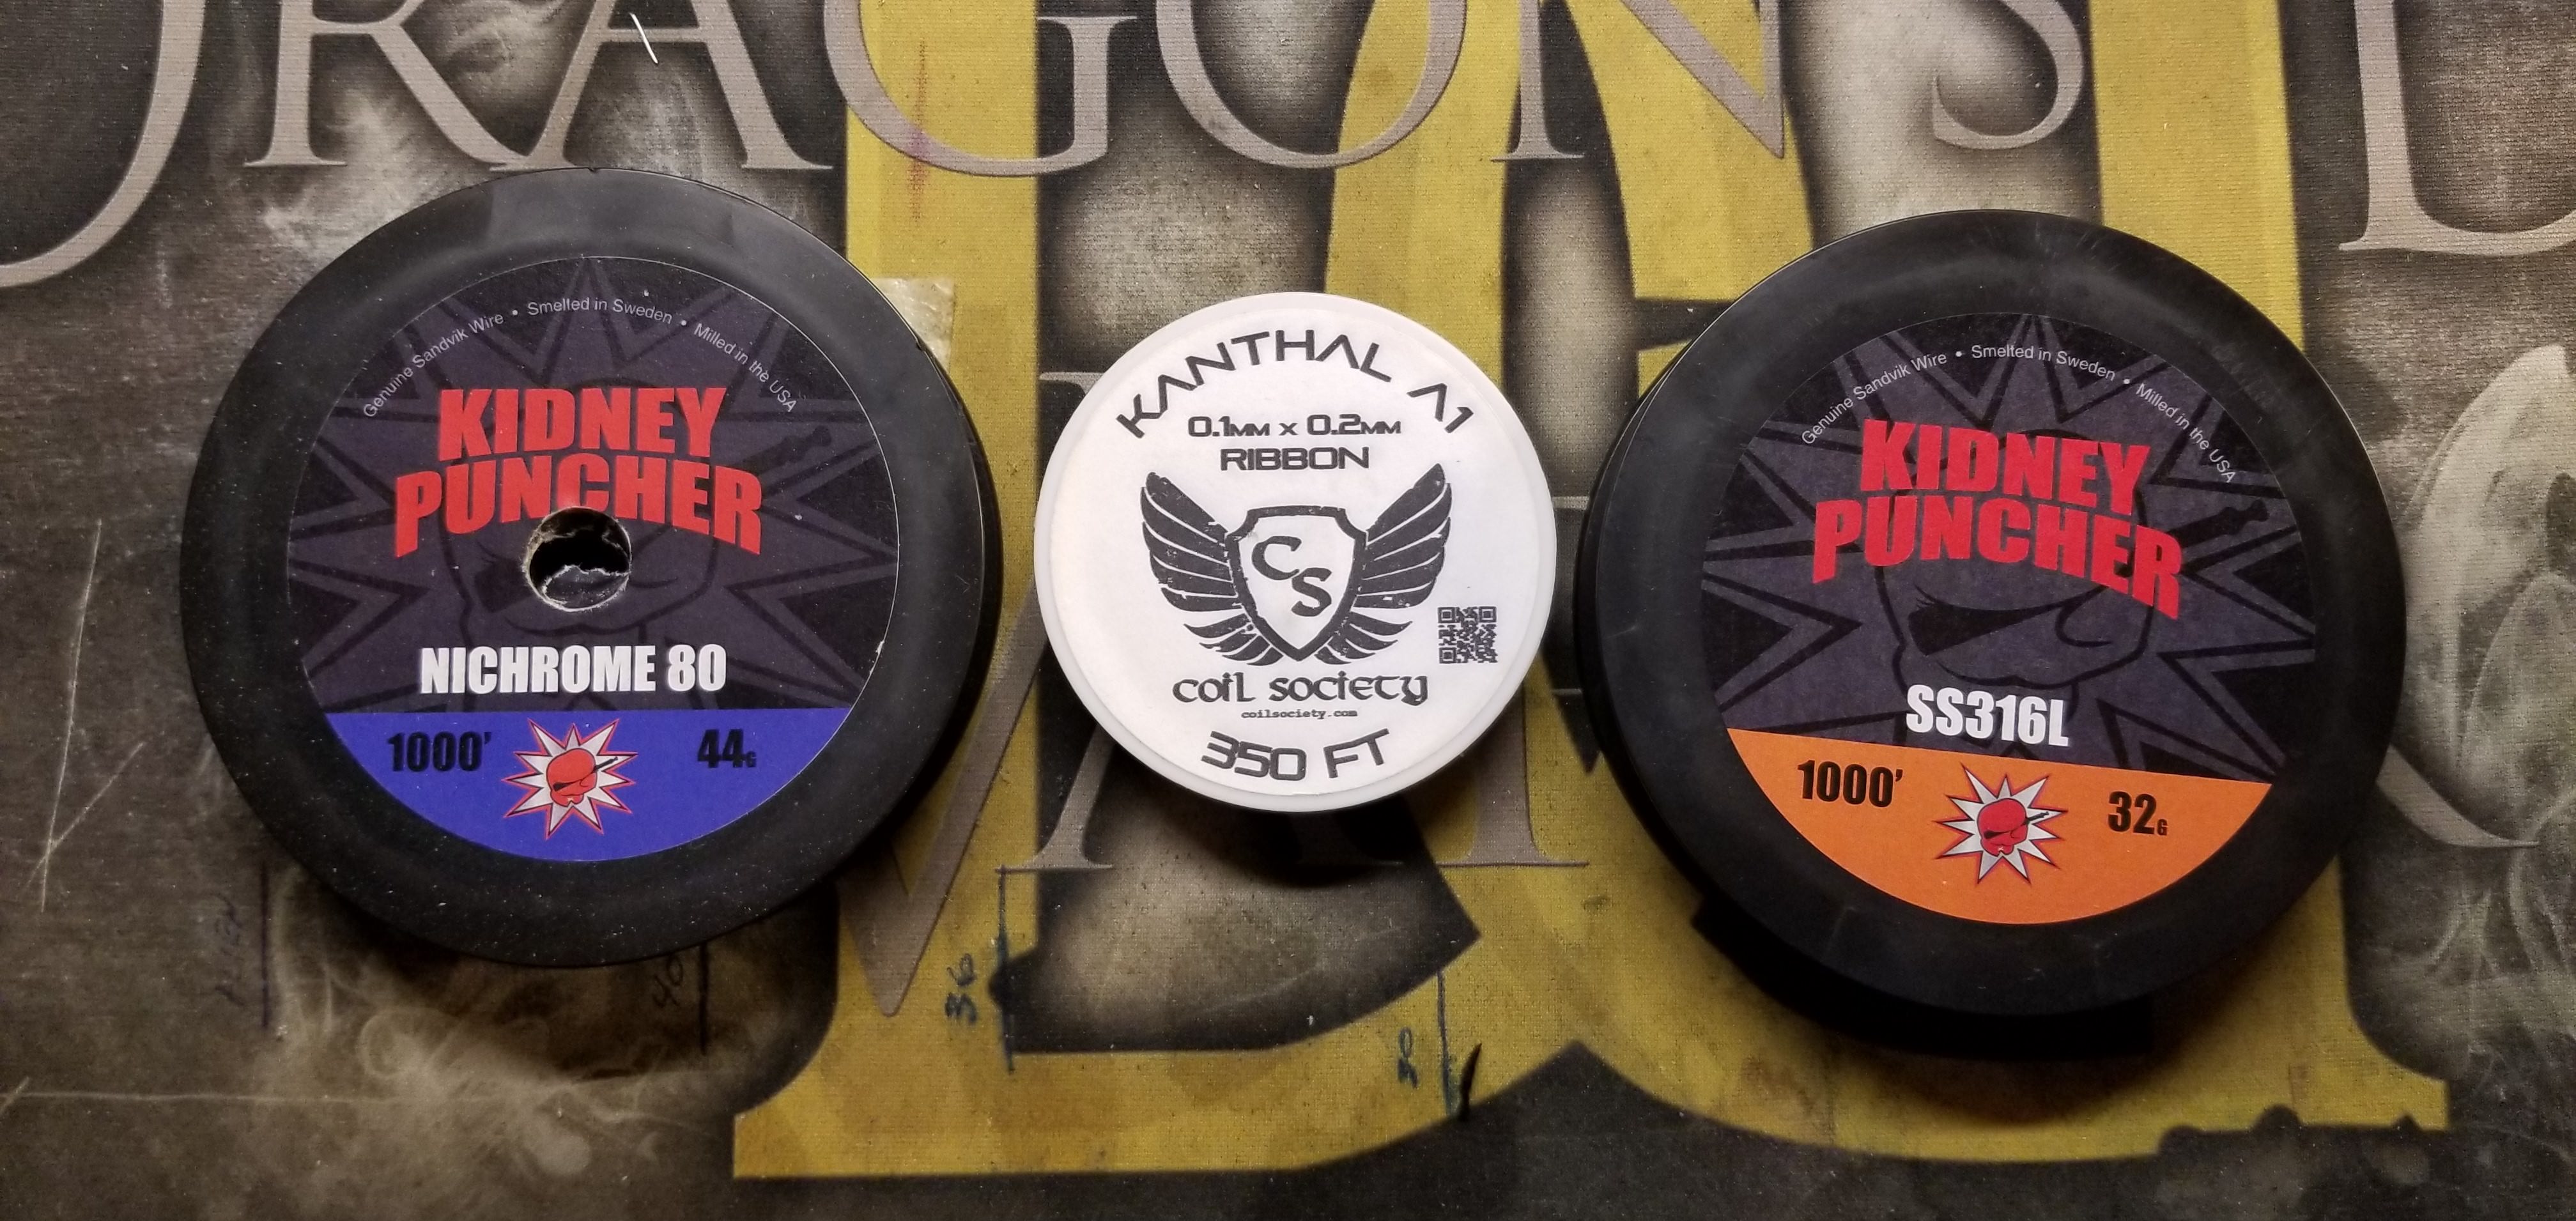 DRAGON'S L
Genuine Sandvik Wire • Smelted in Sweden • Milled in the USA
KIDNEY
PUNCHER
NICHROME 80
1000' 44G
KANTHAL A1
0.1MM x 0.2MM
RIBBON
CS
coil society
coilsociety.com
350 FT
Genuine Sandvik Wire • Smelted in Sweden • Milled in the USA
KIDNEY
PUNCHER
SS316L
1000' 32G
36